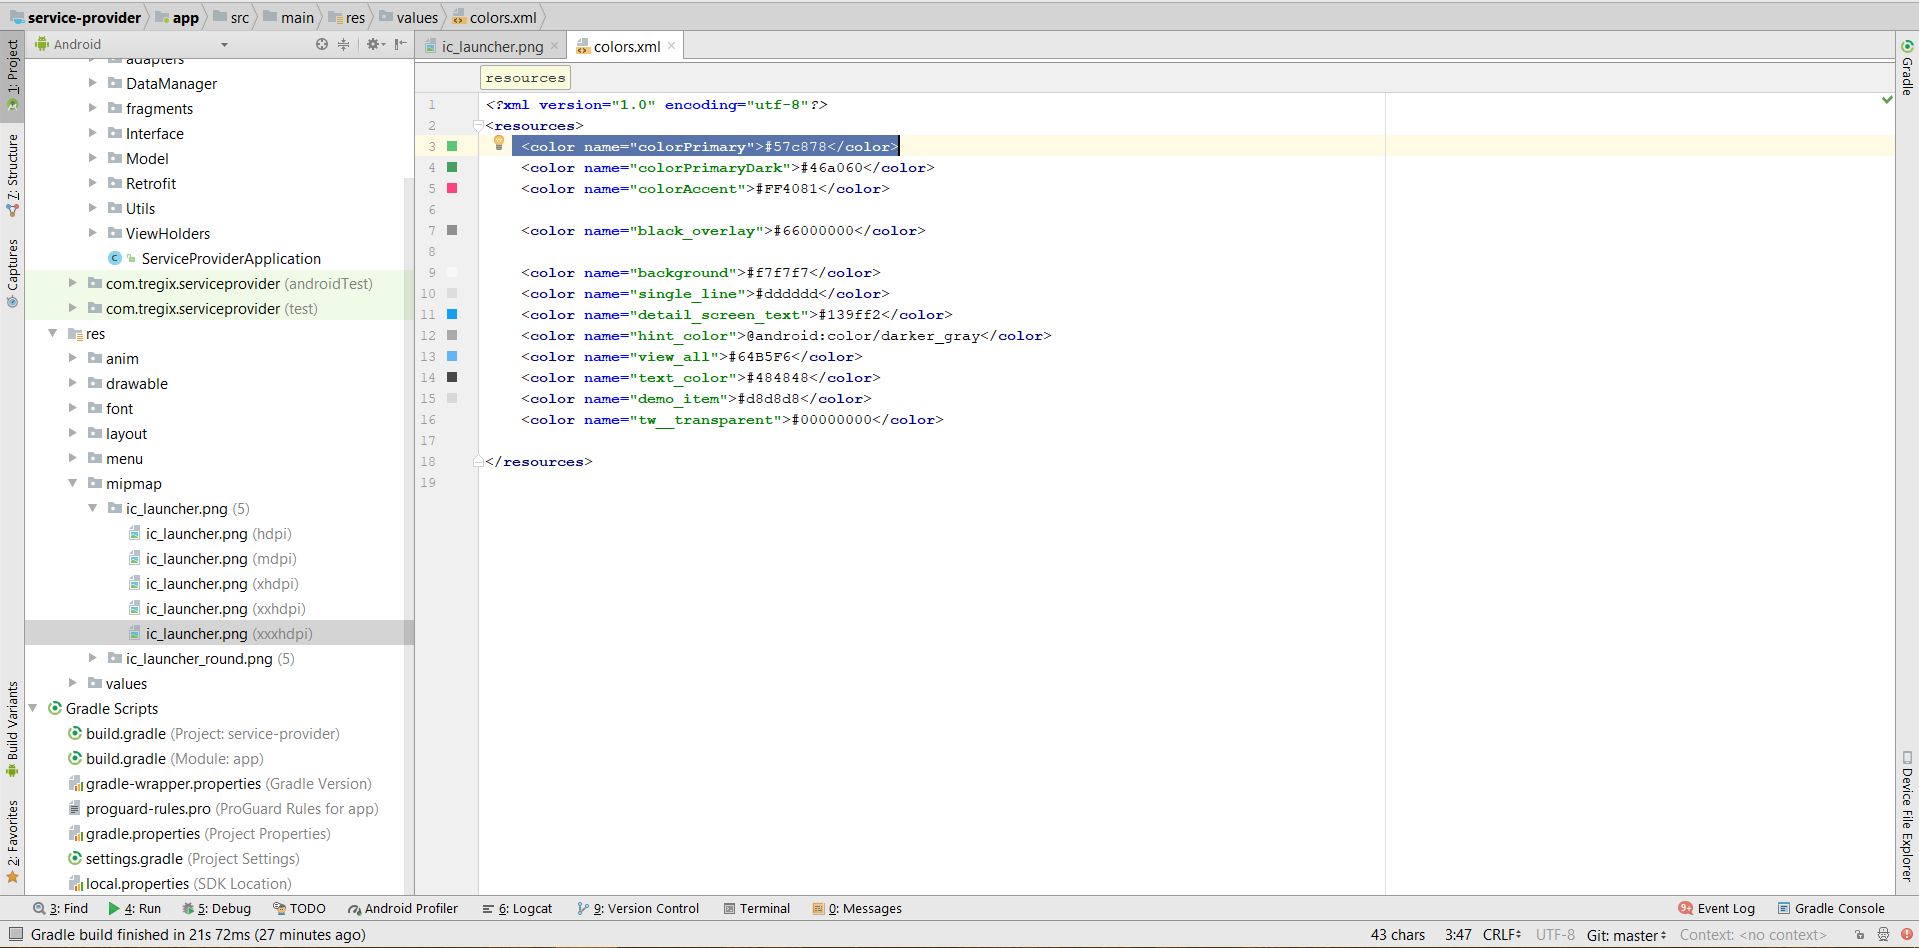 service-provider app src main res values colors.xml
Android
ic_launcher.png
colors.xml
1: Project
7: Structure
Captures
Build Variants
2: Favorites
adapters
DataManager
fragments
Interface
Model
Retrofit
Utils
ViewHolders
ServiceProviderApplication
com.tregix.serviceprovider (androidTest)
com.tregix.serviceprovider (test)
res
anim
drawable
font
layout
menu
mipmap
ic_launcher.png (5)
ic_launcher.png (hdpi)
ic_launcher.png (mdpi)
ic_launcher.png (xhdpi)
ic_launcher.png (xxhdpi)
ic_launcher.png (xxxhdpi)
ic_launcher_round.png (5)
values
Gradle Scripts
build.gradle (Project: service-provider)
build.gradle (Module: app)
gradle-wrapper.properties (Gradle Version)
proguard-rules.pro (ProGuard Rules for app)
gradle.properties (Project Properties)
settings.gradle (Project Settings)
local.properties (SDK Location)
resources
1 <?xml version="1.0" encoding="utf-8"?>
2 <resources>
3 <color name="colorPrimary">#57c878</color>
4 <color name="colorPrimaryDark">#46a060</color>
5 <color name="colorAccent">#FF4081</color>
6
7 <color name="black_overlay">#66000000</color>
8
9 <color name="background">#f7f7f7</color>
10 <color name="single_line">#dddddd</color>
11 <color name="detail_screen_text">#139ff2</color>
12 <color name="hint_color">@android:color/darker_gray</color>
13 <color name="view_all">#64B5F6</color>
14 <color name="text_color">#484848</color>
15 <color name="demo_item">#d8d8d8</color>
16 <color name="tw__transparent">#00000000</color>
17
18 </resources>
19
Gradle
Device File Explorer
3: Find 4: Run 5: Debug TODO Android Profiler 6: Logcat 9: Version Control Terminal 0: Messages 9+ Event Log Gradle Console
Gradle build finished in 21s 72ms (27 minutes ago) 43 chars 3:47 CRLF UTF-8 Git: master Context: <no context>